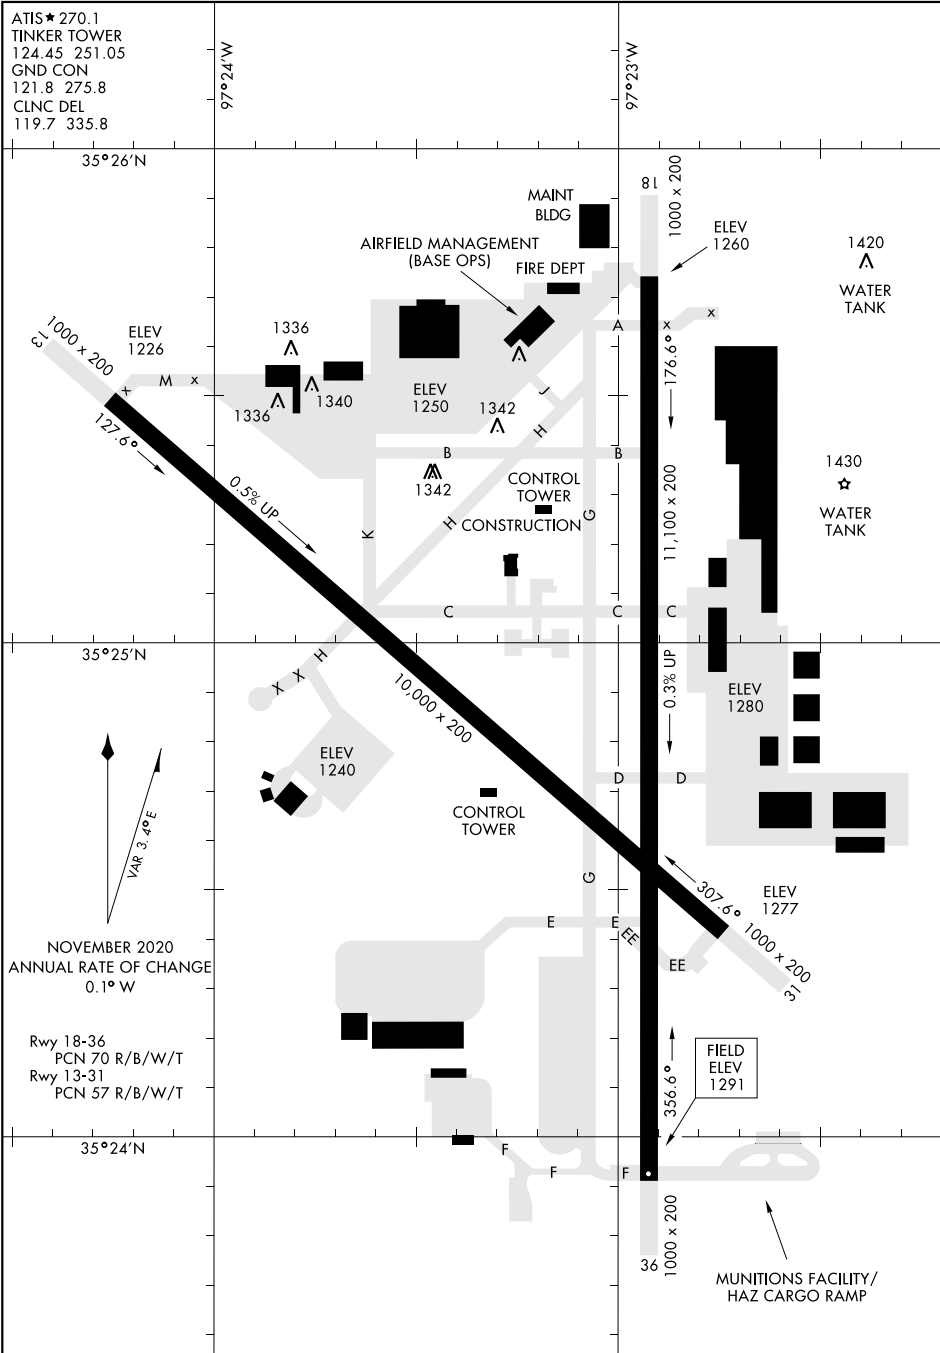 ATIS★ 270.1
TINKER TOWER
124.45 251.05
GND CON
121.8 275.8
CLNC DEL
119.7 335.8
97°24'W
97°23'W
35°26'N
18
1000 x 200
MAINT
BLDG
AIRFIELD MANAGEMENT
(BASE OPS)
FIRE DEPT
ELEV
1260
1420
WATER
TANK
13
1000 x 200
ELEV
1226
1336
1336
1340
M
x
x
ELEV
1250
1342
1342
A
x
x
176.6°
J
H
B
B
127.6°
0.5% UP
K
H
CONTROL
TOWER
CONSTRUCTION
G
11,100 x 200
1430
WATER
TANK
C
C
C
35°25'N
X
X
H
10,000 x 200
0.3% UP
ELEV
1280
ELEV
1240
CONTROL
TOWER
D
D
VAR 3.4° E
G
307.6°
ELEV
1277
E
E
EE
EE
1000 x 200
31
NOVEMBER 2020
ANNUAL RATE OF CHANGE
0.1° W
Rwy 18-36
PCN 70 R/B/W/T
Rwy 13-31
PCN 57 R/B/W/T
356.6°
FIELD
ELEV
1291
35°24'N
F
F
F
1000 x 200
36
MUNITIONS FACILITY/
HAZ CARGO RAMP